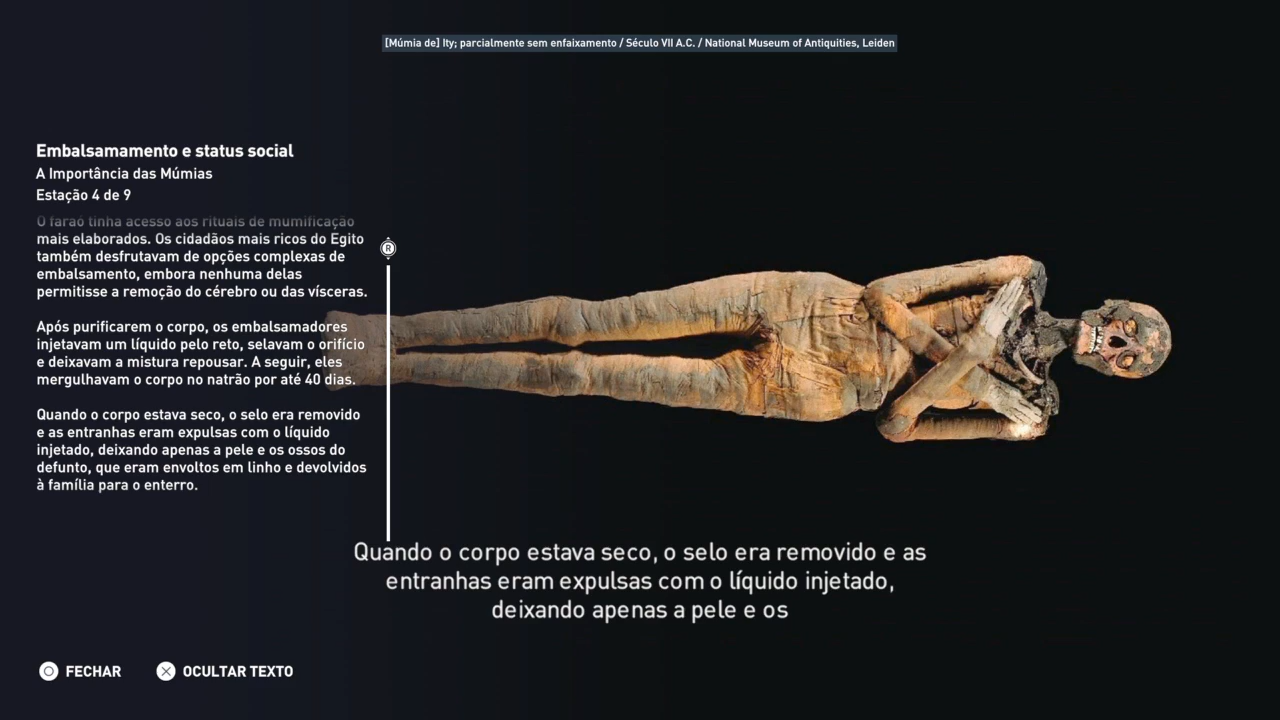 [Múmia de] Ity; parcialmente sem enfaixamento / Século VII A.C. / National Museum of Antiquities, Leiden
Embalsamamento e status social
A Importância das Múmias
Estação 4 de 9
O faraó tinha acesso aos rituais de mumificação
mais elaborados. Os cidadãos mais ricos do Egito
também desfrutavam de opções complexas de
embalsamento, embora nenhuma delas
permitisse a remoção do cérebro ou das vísceras.
Após purificarem o corpo, os embalsamadores
injetavam um líquido pelo reto, selavam o orifício
e deixavam a mistura repousar. A seguir, eles
mergulhavam o corpo no natrão por até 40 dias.
Quando o corpo estava seco, o selo era removido
e as entranhas eram expulsas com o líquido
injetado, deixando apenas a pele e os ossos do
defunto, que eram envoltos em linho e devolvidos
à família para o enterro.
R
Quando o corpo estava seco, o selo era removido e as
entranhas eram expulsas com o líquido injetado,
deixando apenas a pele e os
FECHAR
OCULTAR TEXTO